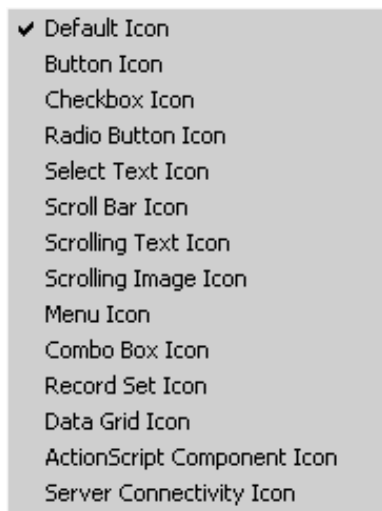 Default Icon
Button Icon
Checkbox Icon
Radio Button Icon
Select Text Icon
Scroll Bar Icon
Scrolling Text Icon
Scrolling Image Icon
Menu Icon
Combo Box Icon
Record Set Icon
Data Grid Icon
ActionScript Component Icon
Server Connectivity Icon